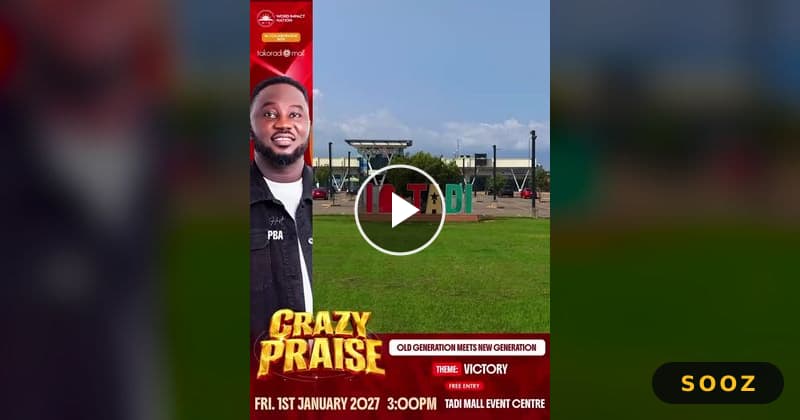 WORD IMPACT
NATION
takoradi mall
PBA
TADI
CRAZY
PRAISE
OLD GENERATION MEETS NEW GENERATION
THEME: VICTORY
FREE ENTRY
FRI. 1ST JANUARY 2027 3:00PM TADI MALL EVENT CENTRE
SOOZ